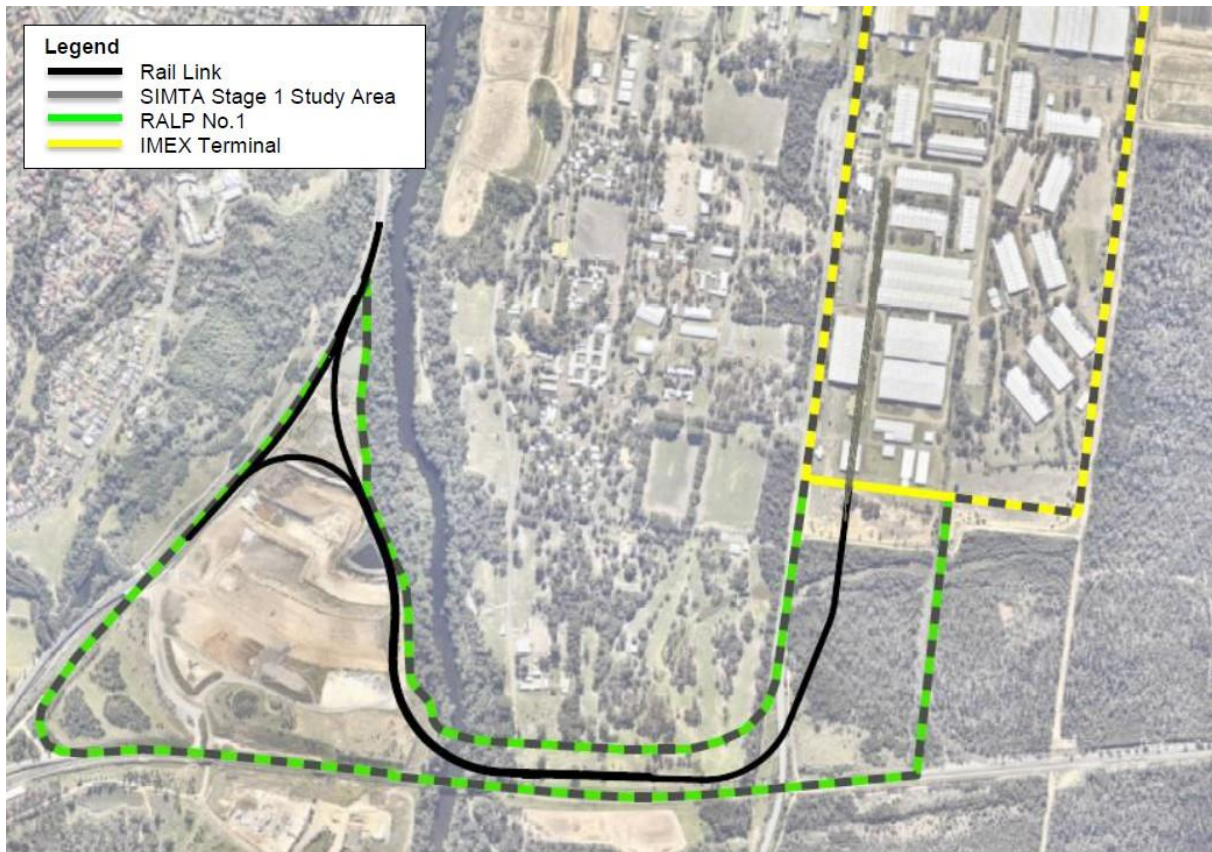 Legend
Rail Link
SIMTA Stage 1 Study Area
RALP No.1
IMEX Terminal